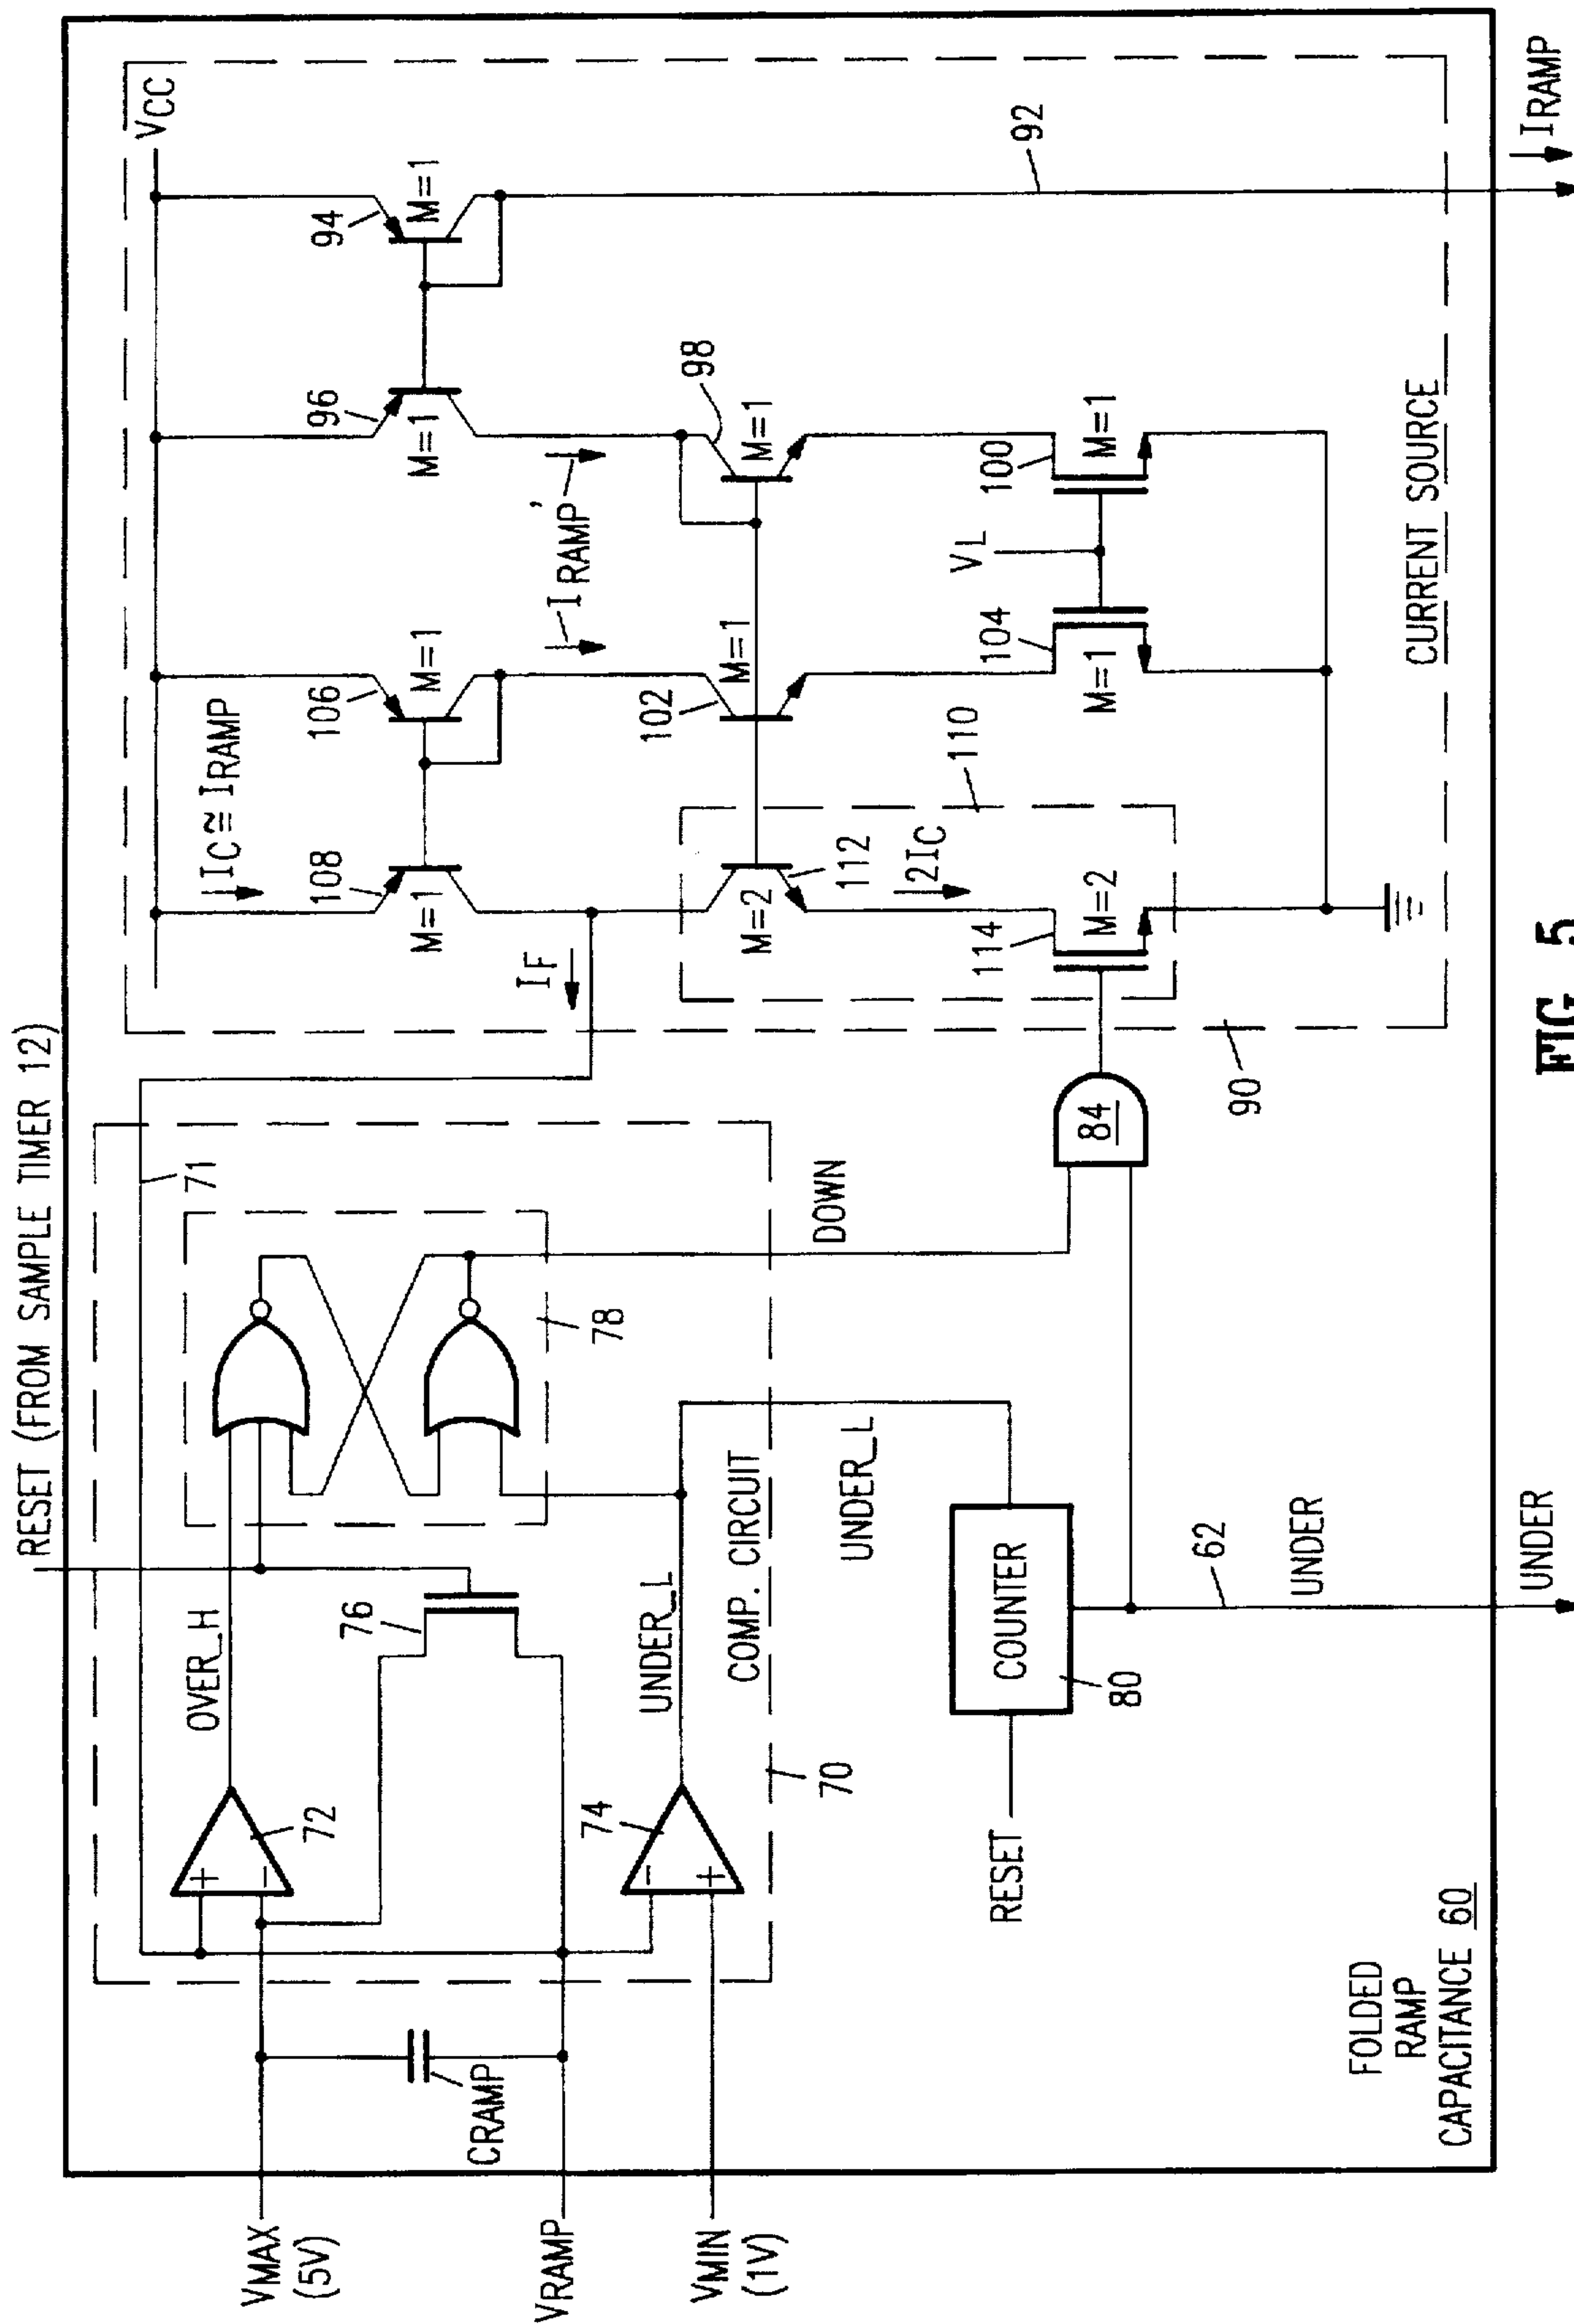 RESET (FROM SAMPLE TIMER 12)
VMAX
(5V)
VRAMP
VMIN
(1V)
CRAMP
72
+
−
OVER_H
76
71
78
74
−
+
UNDER_L
COMP. CIRCUIT
70
DOWN
UNDER_L
RESET
COUNTER
80
62
UNDER
UNDER
84
90
VCC
IC≅IRAMP
108
M=1
106
M=1
96
M=1
94
M=1
IF
IRAMP'
102
M=1
98
M=1
M=2
112
2IC
110
114
M=2
104
M=1
VL
100
M=1
92
CURRENT SOURCE
IRAMP
FOLDED
RAMP
CAPACITANCE 60
FIG. 5